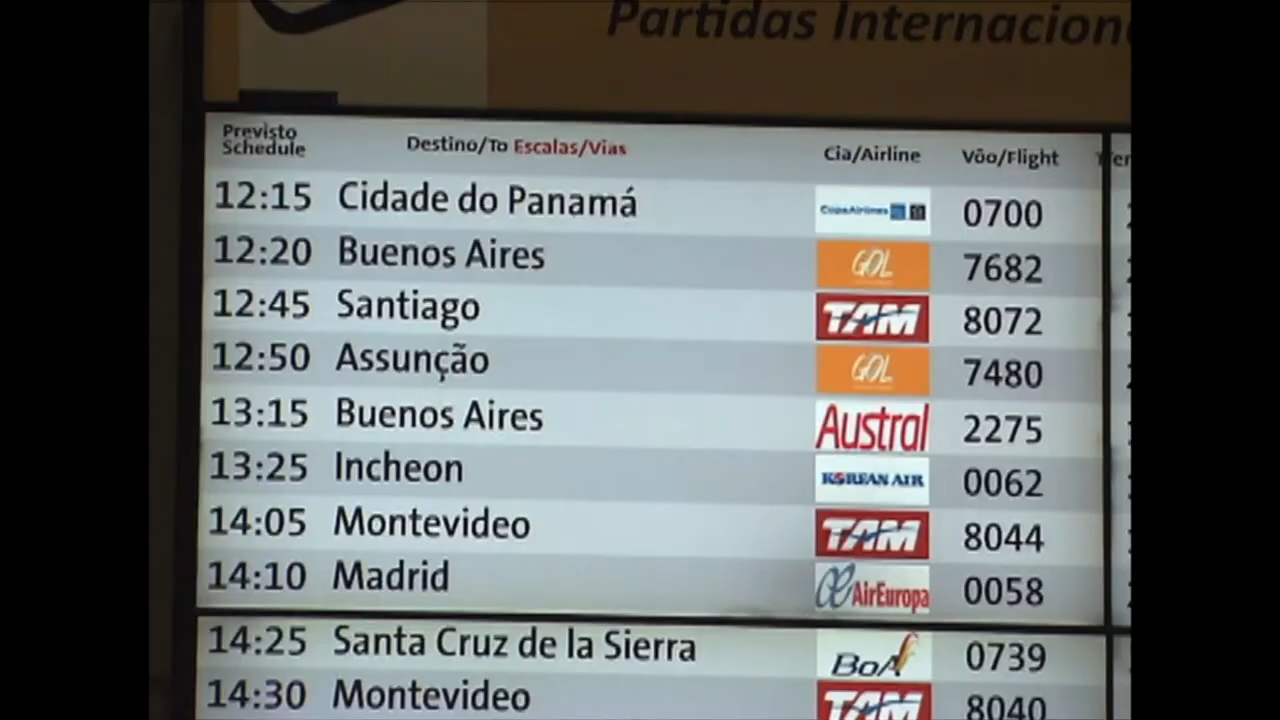 Partidas Internacion
Previsto Schedule Destino/To Escalas/Vias Cia/Airline Vôo/Flight
12:15 Cidade do Panamá CopaAirlines 0700
12:20 Buenos Aires GOL 7682
12:45 Santiago TAM 8072
12:50 Assunção GOL 7480
13:15 Buenos Aires Austral 2275
13:25 Incheon KOREAN AIR 0062
14:05 Montevideo TAM 8044
14:10 Madrid AirEuropa 0058
14:25 Santa Cruz de la Sierra BoA 0739
14:30 Montevideo TAM 8040